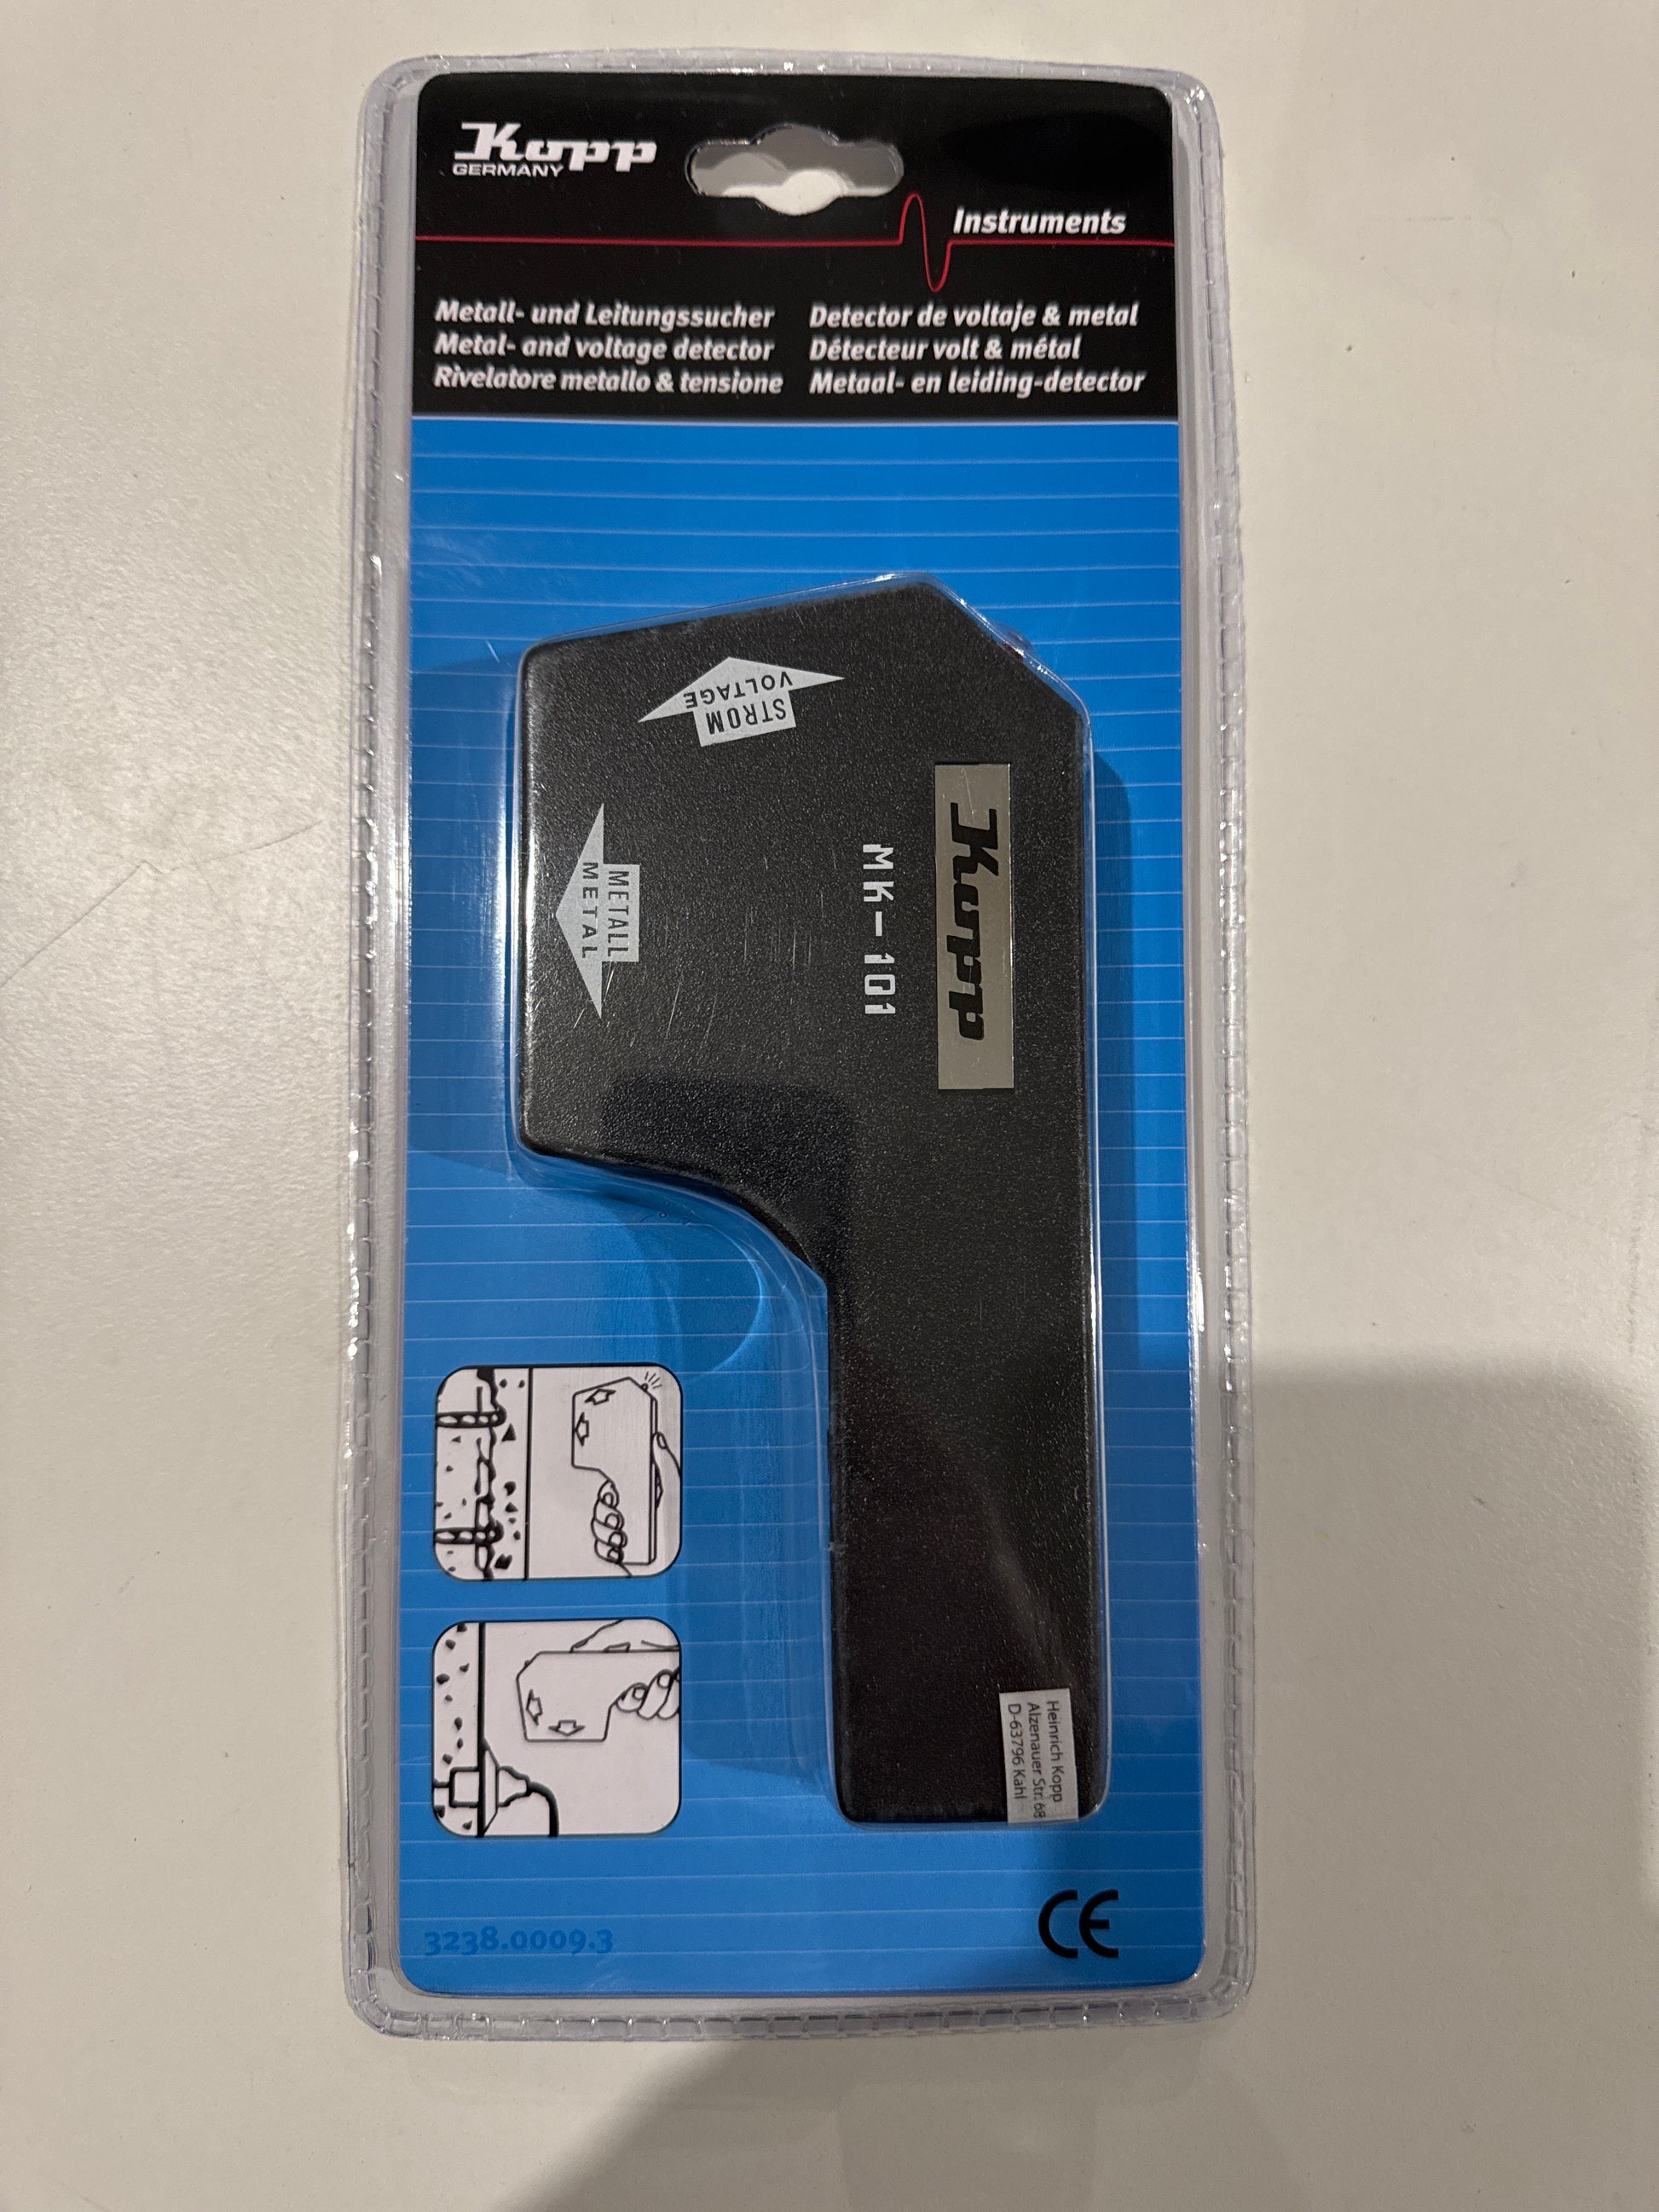 Kopp
GERMANY
Instruments
Metall- und Leitungssucher
Metal- and voltage detector
Rivelatore metallo & tensione
Detector de voltaje & metal
Détecteur volt & métal
Metaal- en leiding-detector
STROM
VOLTAGE
METALL
METAL
MK-101
Kopp
Heinrich Kopp
Alzenauer Str. 68
D-63796 Kahl
3238.0009.3
CE